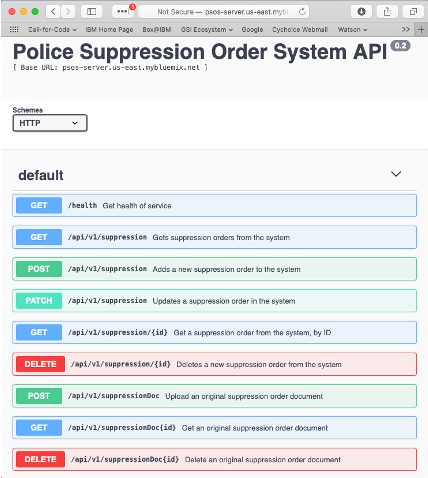 1
Not Secure — psos-server.us-east.mybl
Call-for-Code IBM Home Page Box@IBM GSI Ecosystem Google Cychoice Webmail Watson >>
Police Suppression Order System API 0.2
[ Base URL: psos-server.us-east.mybluemix.net ]
Schemes
HTTP
default
GET /health Get health of service
GET /api/v1/suppression Gets suppression orders from the system
POST /api/v1/suppression Adds a new suppression order to the system
PATCH /api/v1/suppression Updates a suppression order in the system
GET /api/v1/suppression/{id} Get a suppression order from the system, by ID
DELETE /api/v1/suppression/{id} Deletes a new suppression order from the system
POST /api/v1/suppressionDoc Upload an original suppression order document
GET /api/v1/suppressionDoc{id} Get an original suppression order document
DELETE /api/v1/suppressionDoc{id} Delete an original suppression order document